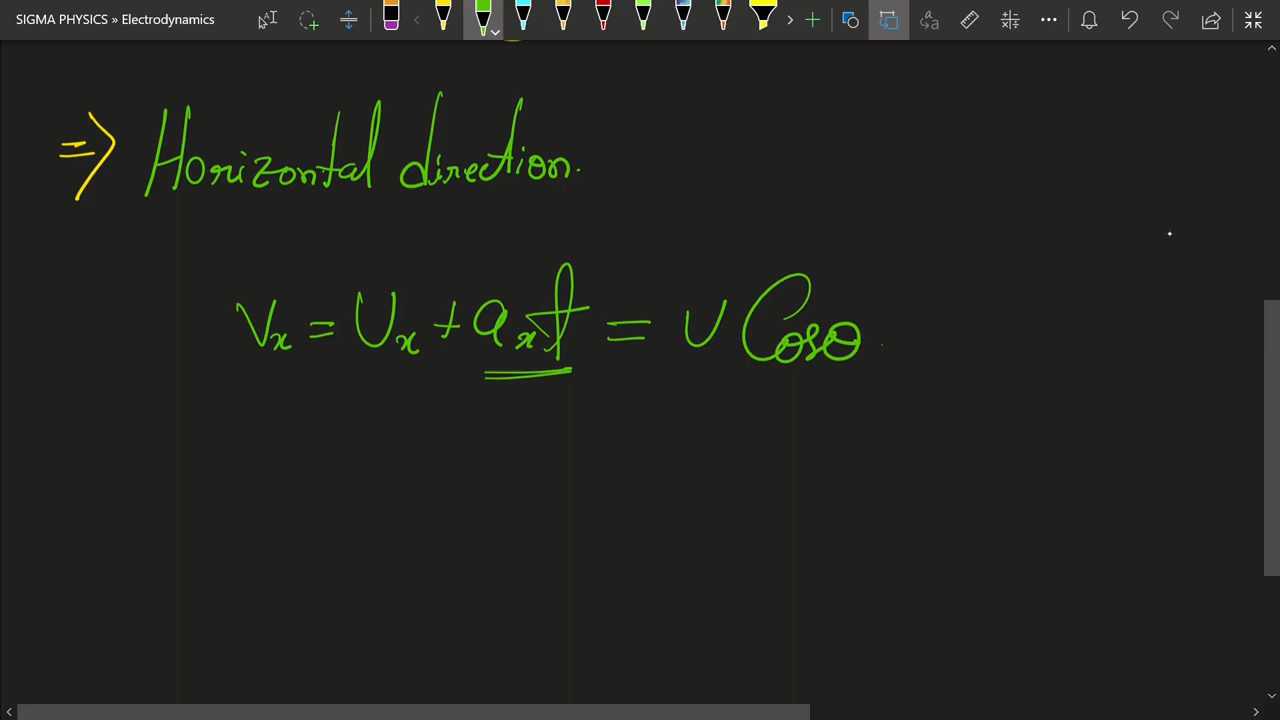 SIGMA PHYSICS » Electrodynamics
=> Horizontal direction.
Vx = Ux + axt = U Cosθ